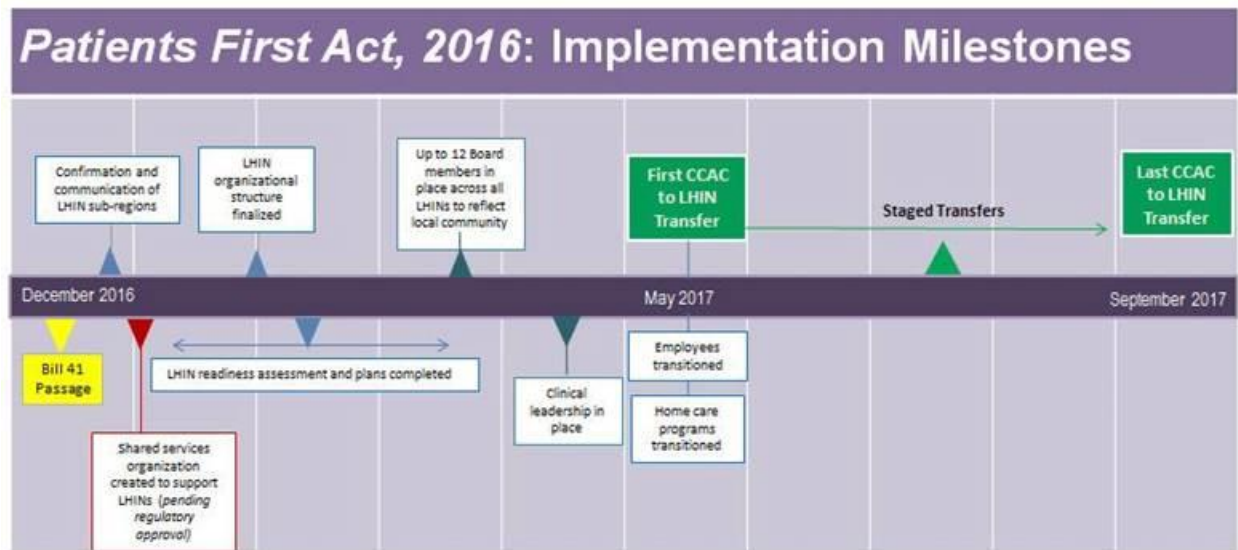 Patients First Act, 2016: Implementation Milestones
Confirmation and
communication of
LHIN sub-regions
LHIN
organizational
structure
finalized
Up to 12 Board
members in
place across all
LHINs to reflect
local community
First CCAC
to LHIN
Transfer
Staged Transfers
Last CCAC
to LHIN
Transfer
December 2016
May 2017
September 2017
Bill 41
Passage
Shared services
organization
created to support
LHINs (pending
regulatory
approval)
LHIN readiness assessment and plans completed
Clinical
leadership in
place
Employees
transitioned
Home care
programs
transitioned